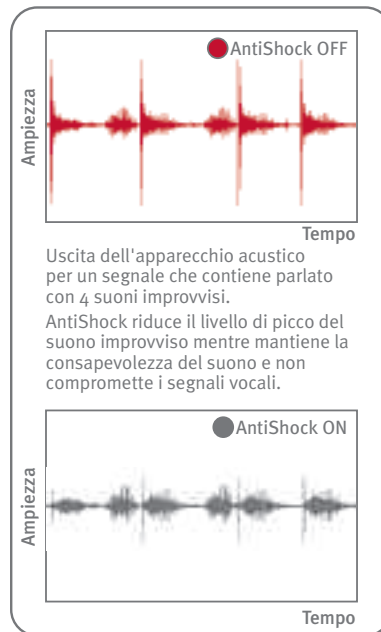 AntiShock OFF
Ampiezza
Tempo
Uscita dell'apparecchio acustico
per un segnale che contiene parlato
con 4 suoni improvvisi.
AntiShock riduce il livello di picco del
suono improvviso mentre mantiene la
consapevolezza del suono e non
compromette i segnali vocali.
AntiShock ON
Ampiezza
Tempo